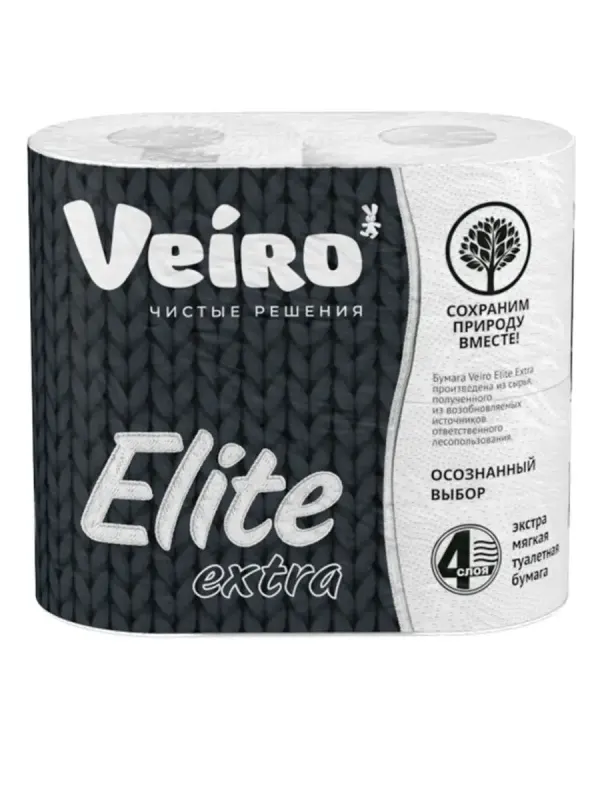 Veiro
ЧИСТЫЕ РЕШЕНИЯ
Elite
extra
СОХРАНИМ
ПРИРОДУ
ВМЕСТЕ!
Бумага Veiro Elite Extra
произведена из сырья,
полученного
из возобновляемых
источников
ответственного
лесопользования.
ОСОЗНАННЫЙ
ВЫБОР
4
СЛОЯ
экстра
мягкая
туалетная
бумага